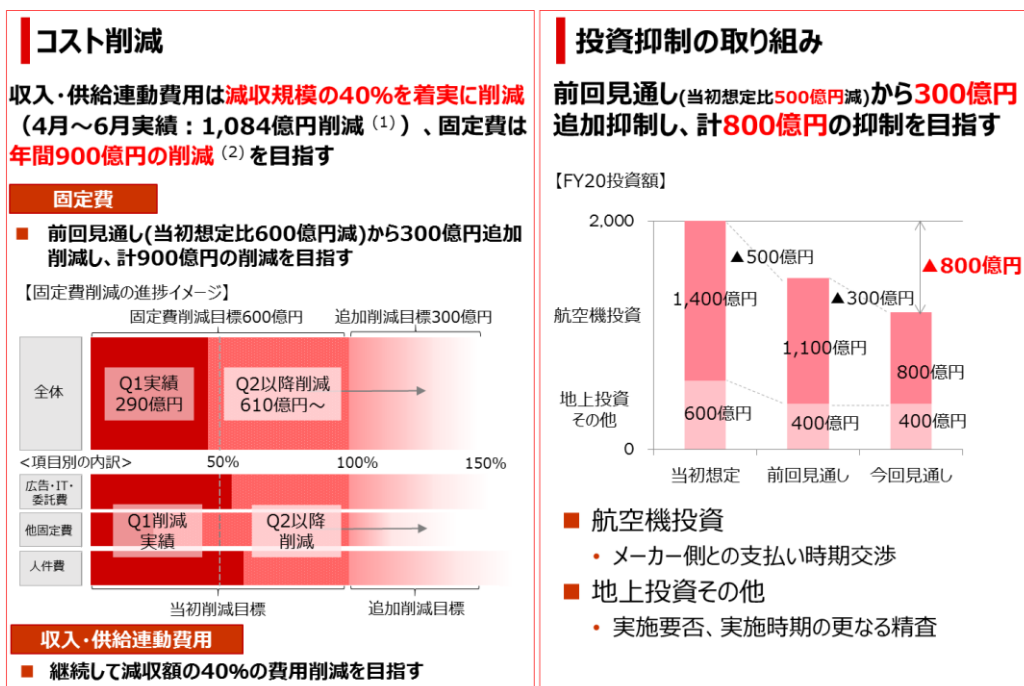 コスト削減
収入・供給連動費用は減収規模の40%を着実に削減
（4月～6月実績：1,084億円削減（1））、固定費は
年間900億円の削減（2）を目指す
固定費
■ 前回見通し(当初想定比600億円減)から300億円追加
削減し、計900億円の削減を目指す
【固定費削減の進捗イメージ】
固定費削減目標600億円 追加削減目標300億円
全体
Q1実績
290億円
Q2以降削減
610億円～
<項目別の内訳> 50% 100% 150%
広告・IT・
委託費
他固定費
人件費
Q1削減
実績
Q2以降
削減
当初削減目標 追加削減目標
収入・供給連動費用
■ 継続して減収額の40%の費用削減を目指す
投資抑制の取り組み
前回見通し(当初想定比500億円減)から300億円
追加抑制し、計800億円の抑制を目指す
【FY20投資額】
2,000
▲500億円
▲800億円
1,400億円
▲300億円
航空機投資
1,100億円
800億円
地上投資
その他
600億円
400億円
400億円
0
当初想定 前回見通し 今回見通し
■ 航空機投資
• メーカー側との支払い時期交渉
■ 地上投資その他
• 実施要否、実施時期の更なる精査